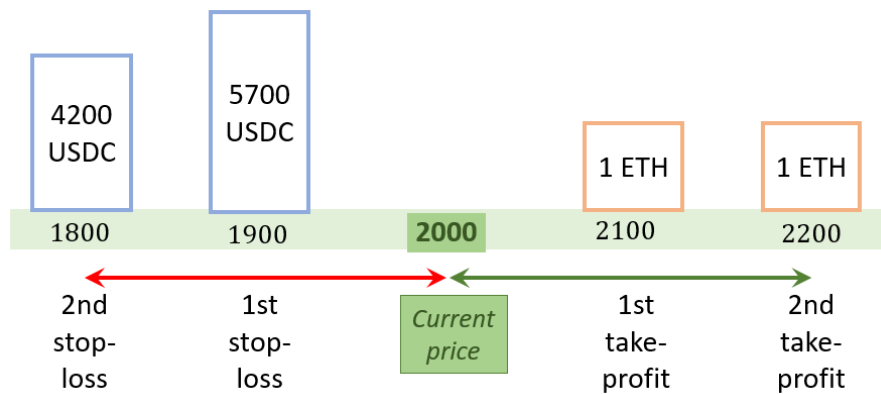 4200
USDC
5700
USDC
1 ETH
1 ETH
1800
1900
2000
2100
2200
2nd
stop-
loss
1st
stop-
loss
Current
price
1st
take-
profit
2nd
take-
profit